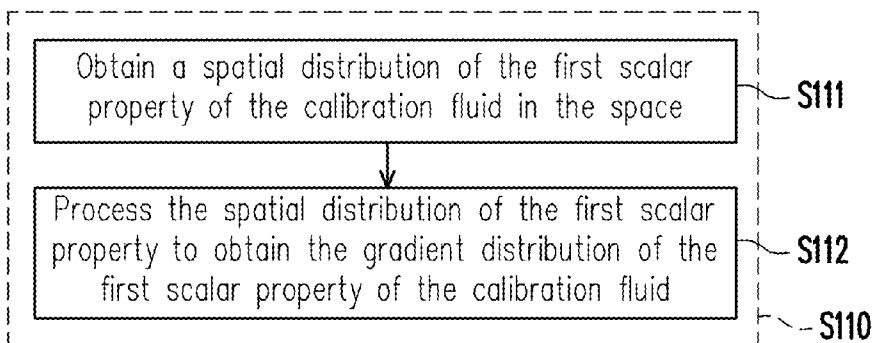 Obtain a spatial distribution of the first scalar
property of the calibration fluid in the space
S111
Process the spatial distribution of the first scalar
property to obtain the gradient distribution of the
first scalar property of the calibration fluid
S112
S110